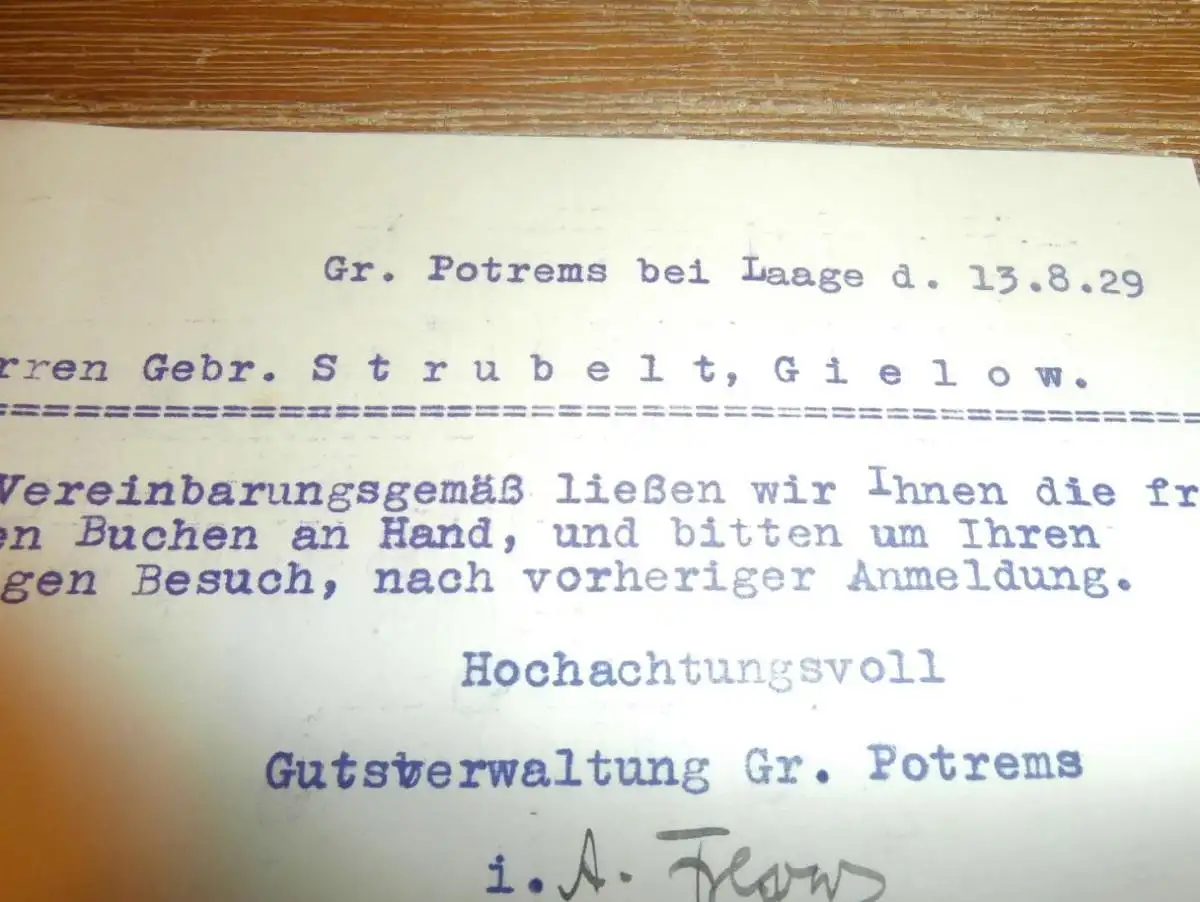 Gr. Potrems bei Laage d. 13.8.29
rren Gebr. S t r u b e l t, G i e l o w.
================================================
Vereinbarungsgemäß ließen wir Ihnen die fr
en Buchen an Hand, und bitten um Ihren
gen Besuch, nach vorheriger Anmeldung.
Hochachtungsvoll
Gutsverwaltung Gr. Potrems
i. A.